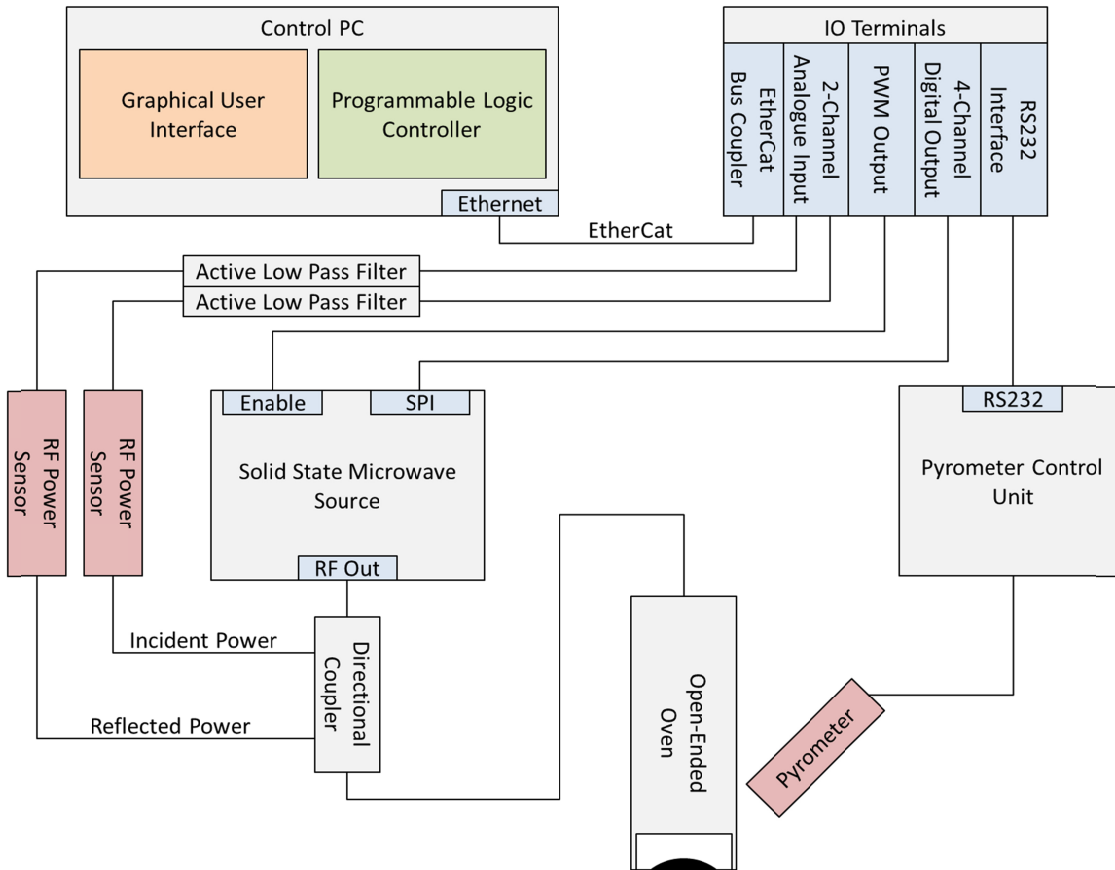 Control PC
Graphical User
Interface
Programmable Logic
Controller
Ethernet
IO Terminals
EtherCat
Bus Coupler
2-Channel
Analogue Input
PWM Output
4-Channel
Digital Output
RS232
Interface
EtherCat
Active Low Pass Filter
Active Low Pass Filter
RF Power
Sensor
RF Power
Sensor
Enable
SPI
Solid State Microwave
Source
RF Out
RS232
Pyrometer Control
Unit
Incident Power
Reflected Power
Directional
Coupler
Open-Ended
Oven
Pyrometer